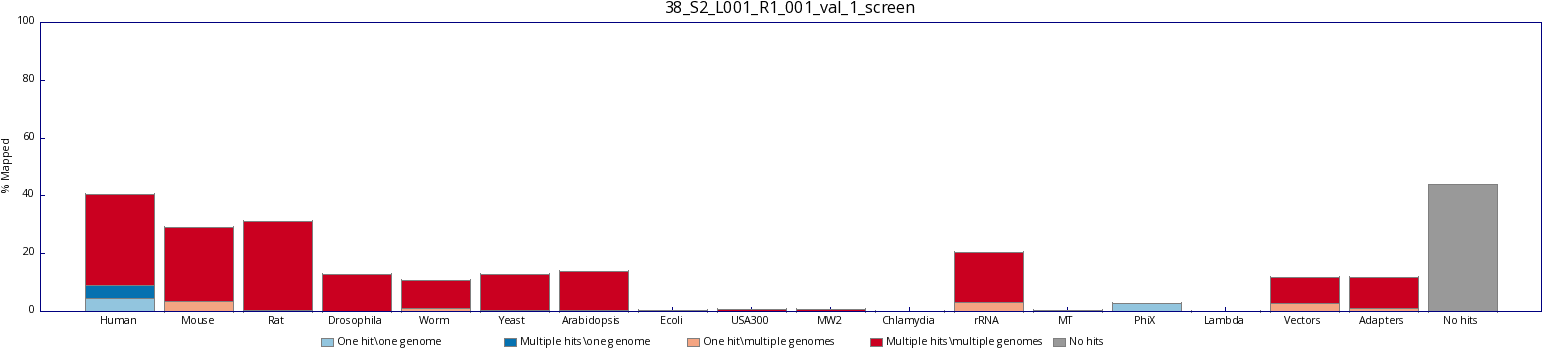 38_S2_L001_R1_001_val_1_screen
100
80
60
40
20
0
% Mapped
Human Mouse Rat Drosophila Worm Yeast Arabidopsis Ecoli USA300 MW2 Chlamydia rRNA MT PhiX Lambda Vectors Adapters No hits
One hit\one genome Multiple hits\one genome One hit\multiple genomes Multiple hits\multiple genomes No hits